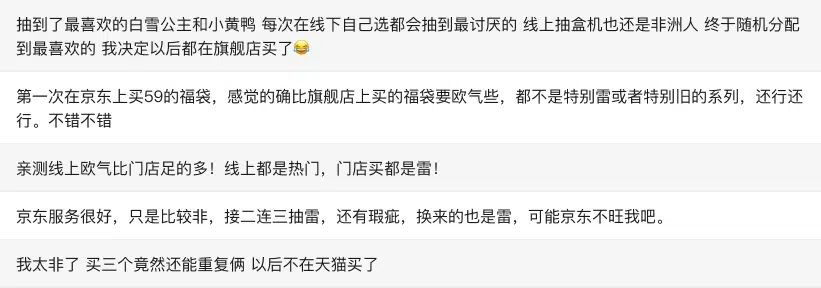 抽到了最喜欢的白雪公主和小黄鸭 每次在线下自己选都会抽到最讨厌的 线上抽盒机也还是非洲人 终于随机分配
到最喜欢的 我决定以后都在旗舰店买了😂
第一次在京东上买59的福袋，感觉的确比旗舰店上买的福袋要欧气些，都不是特别雷或者特别旧的系列，还行还
行。不错不错
亲测线上欧气比门店足的多！线上都是热门，门店买都是雷！
京东服务很好，只是比较非，接二连三抽雷，还有瑕疵，换来的也是雷，可能京东不旺我吧。
我太非了 买三个竟然还能重复俩 以后不在天猫买了